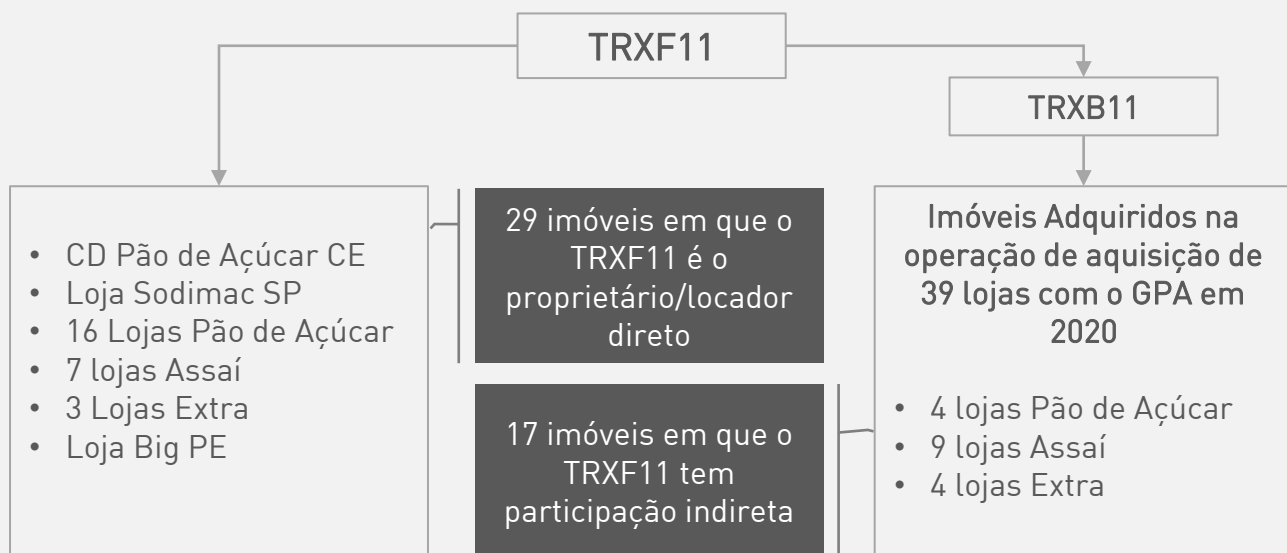 TRXF11
TRXB11
• CD Pão de Açúcar CE
• Loja Sodimac SP
• 16 Lojas Pão de Açúcar
• 7 lojas Assaí
• 3 Lojas Extra
• Loja Big PE
29 imóveis em que o
TRXF11 é o
proprietário/locador
direto
17 imóveis em que o
TRXF11 tem
participação indireta
Imóveis Adquiridos na
operação de aquisição de
39 lojas com o GPA em
2020
• 4 lojas Pão de Açúcar
• 9 lojas Assaí
• 4 lojas Extra